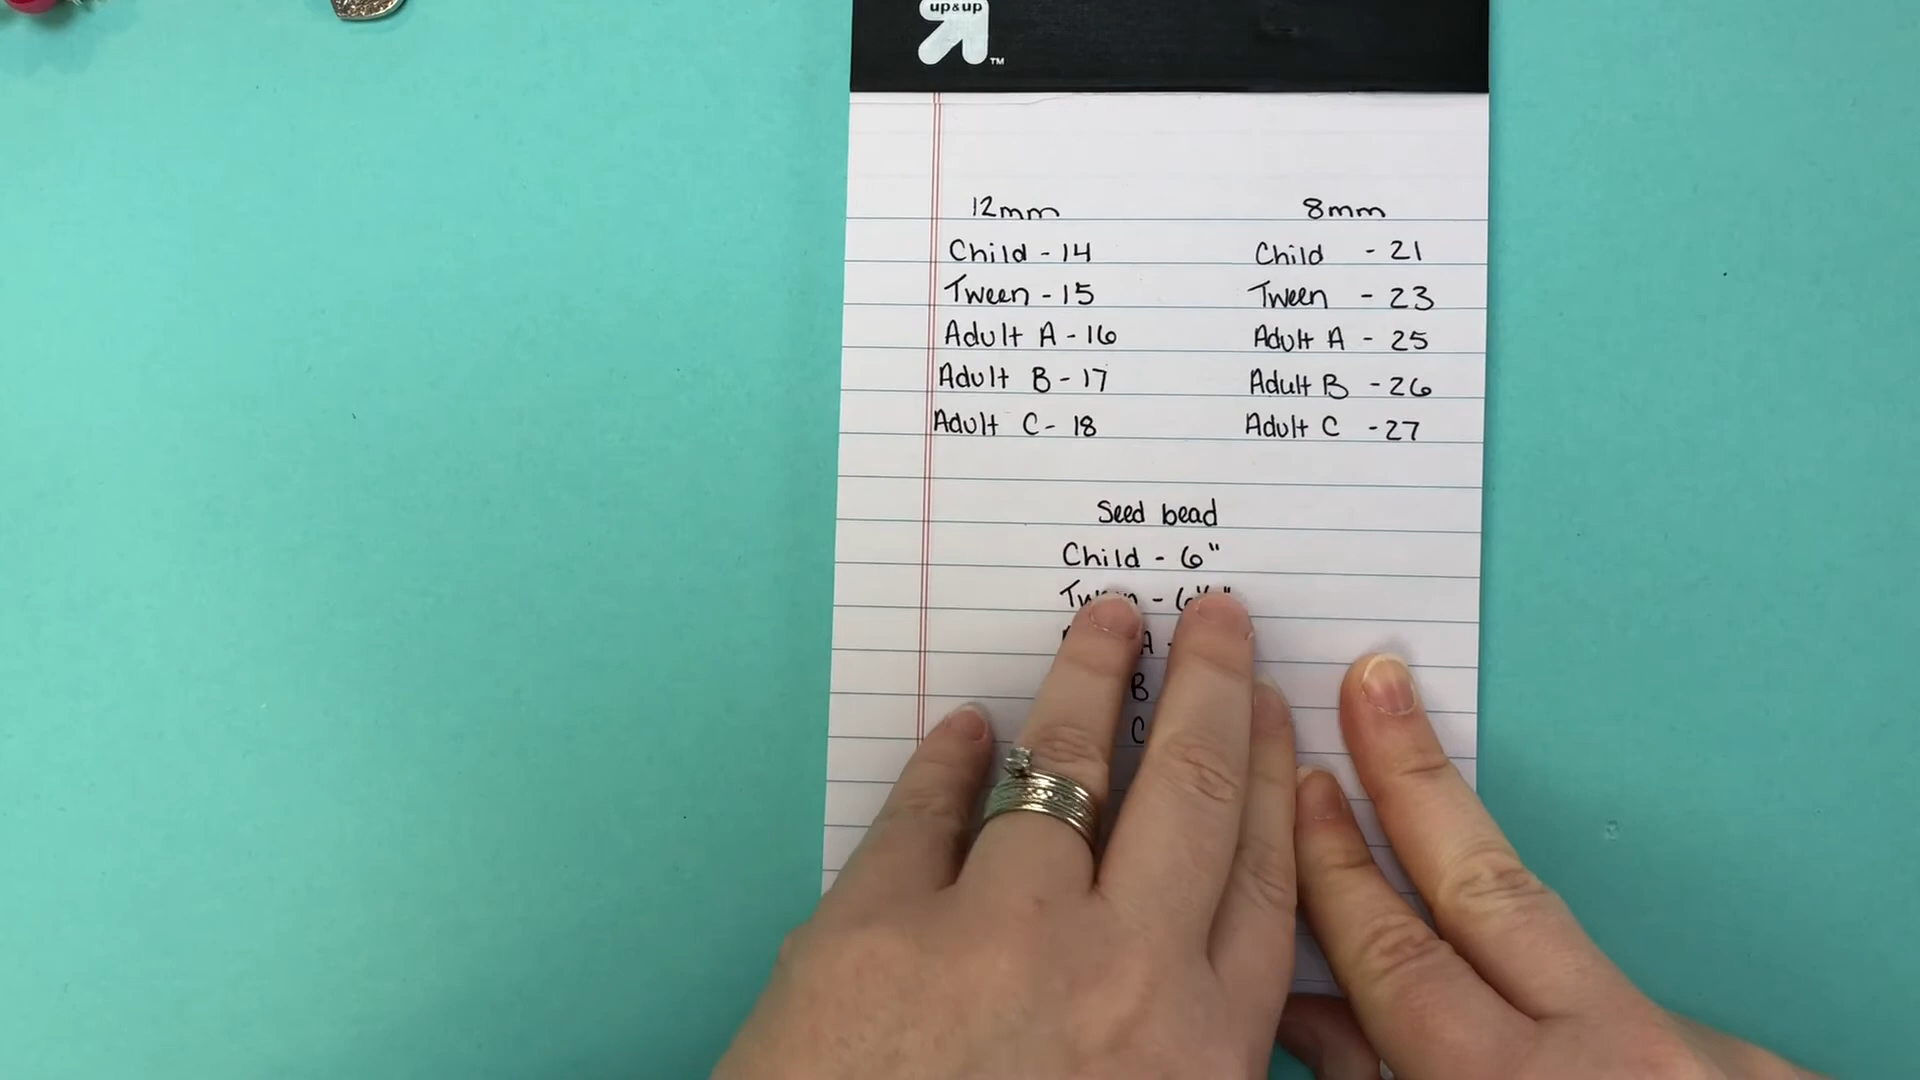 up&up
TM
12mm
Child - 14
Tween - 15
Adult A - 16
Adult B - 17
Adult C - 18
8mm
Child - 21
Tween - 23
Adult A - 25
Adult B - 26
Adult C - 27
Seed bead
Child - 6"
A -
B
C